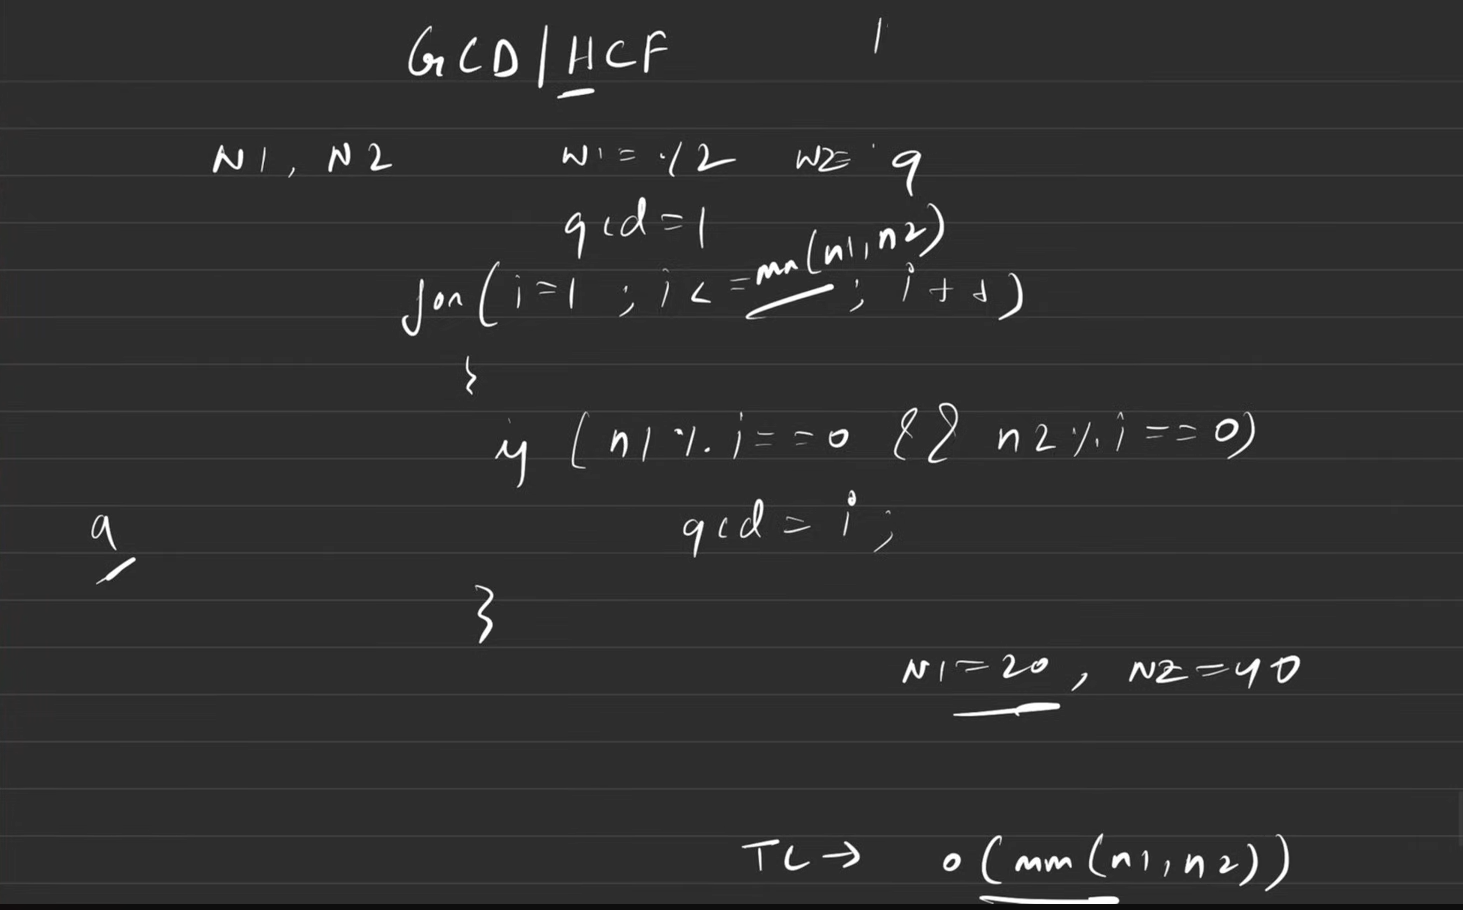 GCD/HCF
N1, N2 N1 = 12 N2 = 9
gcd = 1
for(i=1 ; i <= min(n1,n2) ; i++)
{
if (n1 % i == 0 && n2 % i == 0)
gcd = i;
9
}
N1 = 20, N2 = 40
TC → O(min(n1,n2))